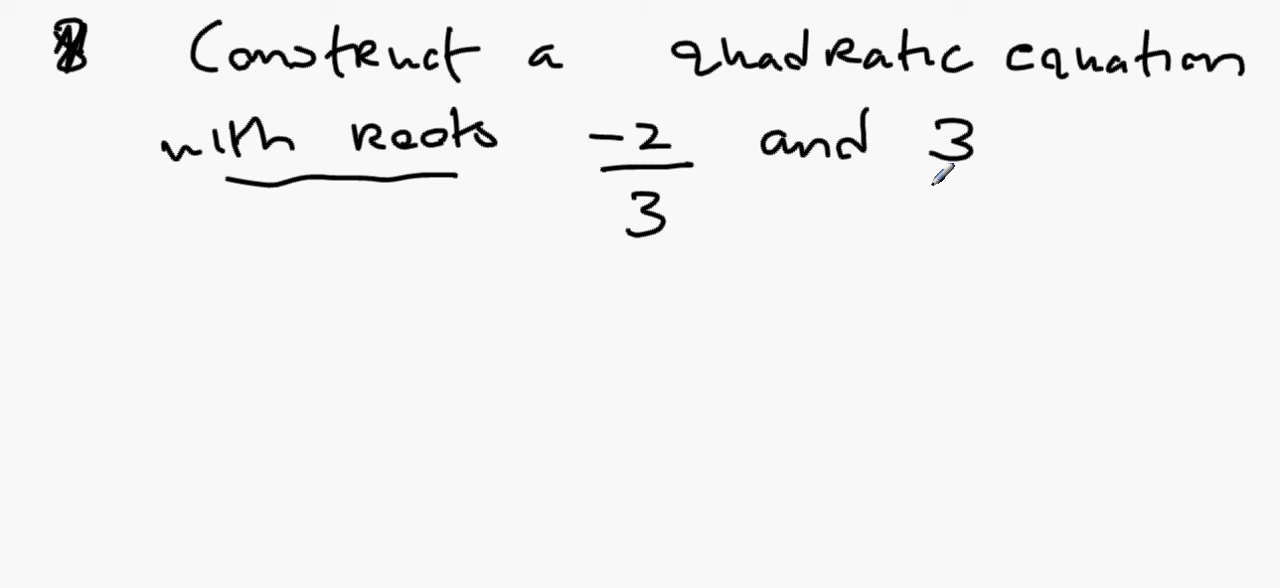 Construct a quadratic equation
with roots -2/3 and 3